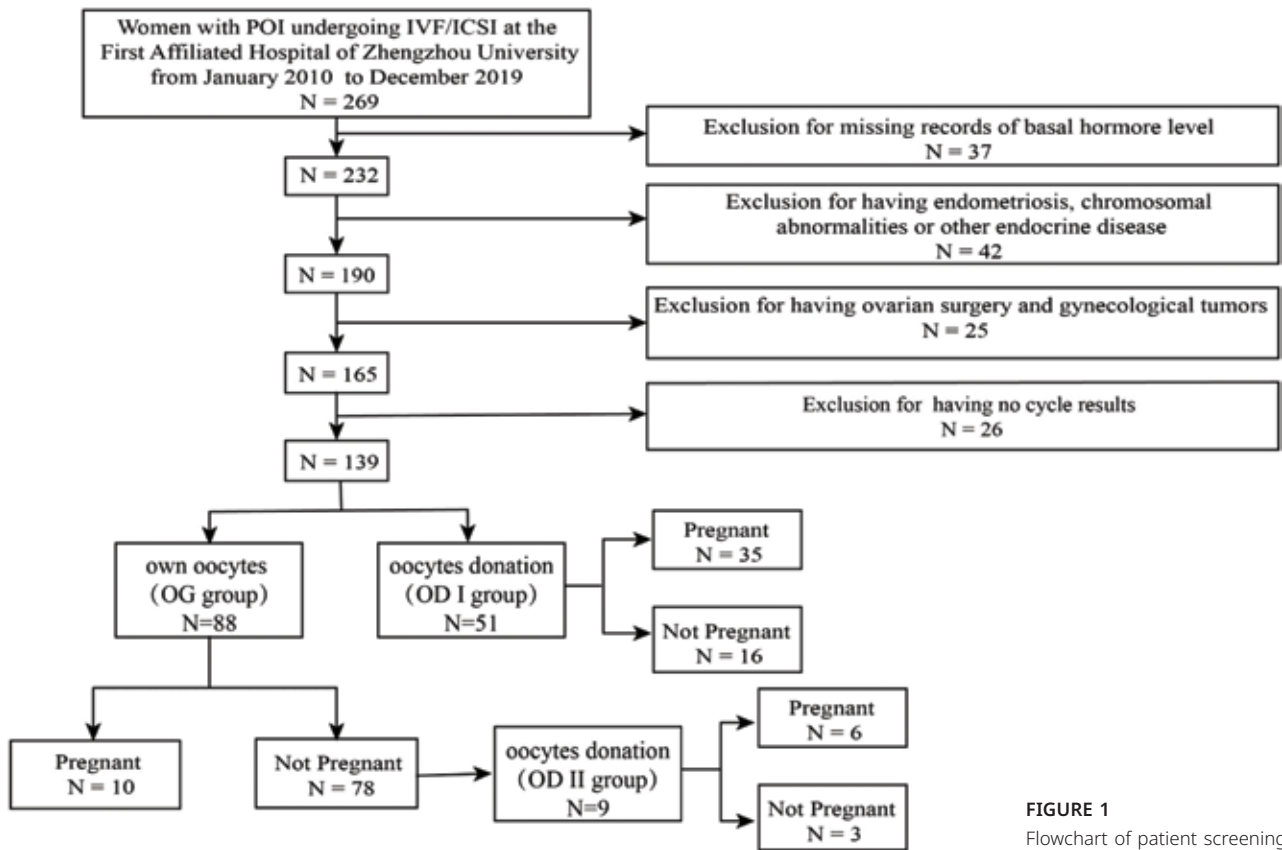 Women with POI undergoing IVF/ICSI at the
First Affiliated Hospital of Zhengzhou University
from January 2010 to December 2019
N = 269
Exclusion for missing records of basal hormore level
N = 37
N = 232
Exclusion for having endometriosis, chromosomal
abnormalities or other endocrine disease
N = 42
N = 190
Exclusion for having ovarian surgery and gynecological tumors
N = 25
N = 165
Exclusion for having no cycle results
N = 26
N = 139
own oocytes
(OG group)
N=88
oocytes donation
(OD I group)
N=51
Pregnant
N = 35
Not Pregnant
N = 16
Pregnant
N = 10
Not Pregnant
N = 78
oocytes donation
(OD II group)
N=9
Pregnant
N = 6
Not Pregnant
N = 3
FIGURE 1
Flowchart of patient screening